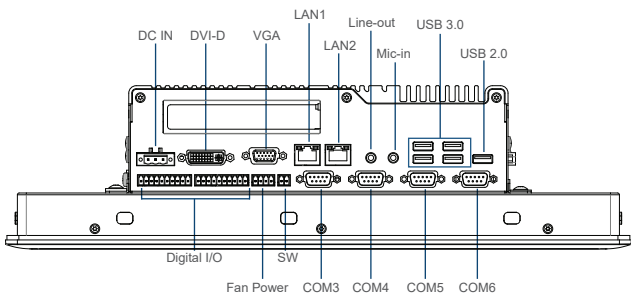 LAN1
DC IN
DVI-D
VGA
LAN2
Line-out
Mic-in
USB 3.0
USB 2.0
Digital I/O
SW
Fan Power
COM3
COM4
COM5
COM6